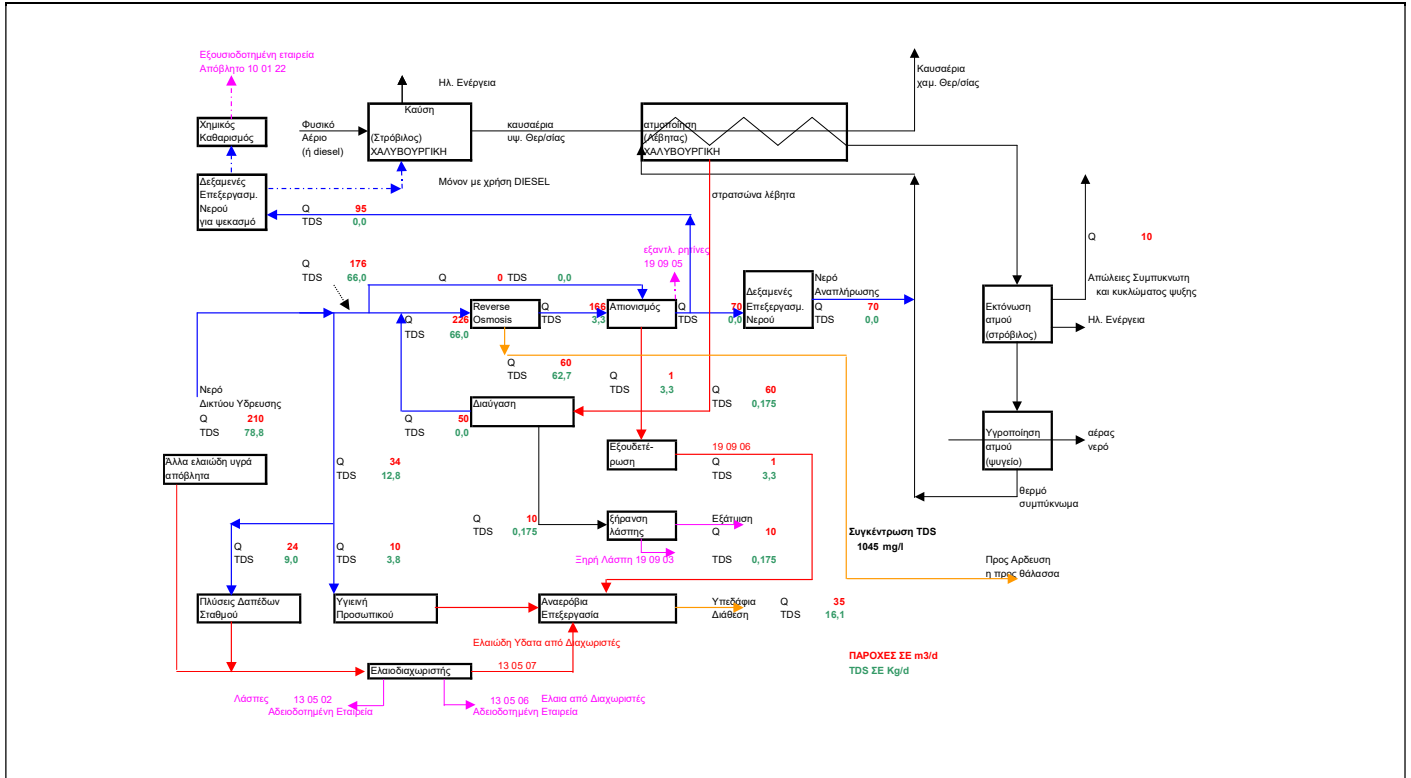 Εξουσιοδοτημένη εταιρεία
Απόβλητο 10 01 22
Ηλ. Ενέργεια
Καυσαέρια
χαμ. Θερ/σίας
Χημικός
Καθαρισμός
Φυσικό
Αέριο
(ή diesel)
Καύση
(Στρόβιλος)
ΧΑΛΥΒΟΥΡΓΙΚΗ
καυσαέρια
υψ. Θερ/σίας
ατμοποίηση
(Λέβητας)
ΧΑΛΥΒΟΥΡΓΙΚΗ
Δεξαμενές
Επεξεργασμ.
Νερού
για ψεκασμό
Μόνον με χρήση DIESEL
στρατσώνα λέβητα
Q 95
TDS 0,0
Q 10
Q 176
TDS 66,0
Q 0 TDS 0,0
εξαντλ. ρητίνες
19 09 05
Νερό
Αναπλήρωσης
Q 70
TDS 0,0
Απώλειες Συμπυκνωτη
και κυκλώματος ψύξης
Δεξαμενές
Επεξεργασμ.
Νερού
Reverse
Osmosis
Q 166
TDS 3,3
Απιονισμός
Q 70
TDS 0,0
Εκτόνωση
ατμού
(στρόβιλος)
Ηλ. Ενέργεια
Q 226
TDS 66,0
Q 60
TDS 62,7
Q 1
TDS 3,3
Q 60
TDS 0,175
Νερό
Δικτύου Υδρευσης
Q 210
TDS 78,8
Διαύγαση
Q 50
TDS 0,0
Υγροποίηση
ατμού
(ψυγείο)
αέρας
νερό
Εξουδετέ-
ρωση
19 09 06
Q 1
TDS 3,3
Άλλα ελαιώδη υγρά
απόβλητα
Q 34
TDS 12,8
θερμό
συμπύκνωμα
Q 10
TDS 0,175
ξήρανση
λάσπης
Εξάτμιση
Q 10
TDS 0,175
Ξηρή Λάσπη 19 09 03
Συγκέντρωση TDS
1045 mg/l
Q 24
TDS 9,0
Q 10
TDS 3,8
Προς Αρδευση
η προς θάλασσα
Πλύσεις Δαπέδων
Σταθμού
Υγιεινή
Προσωπικού
Αναερόβια
Επεξεργασία
Υπεδάφια
Διάθεση
Q 35
TDS 16,1
Ελαιώδη Υδατα από Διαχωριστές
13 05 07
Ελαιοδιαχωριστής
ΠΑΡΟΧΕΣ ΣΕ m3/d
TDS ΣΕ Kg/d
Λάσπες 13 05 02
Αδειοδοτημένη Εταιρεία
13 05 06 Ελαια από Διαχωριστές
Αδειοδοτημένη Εταιρεία